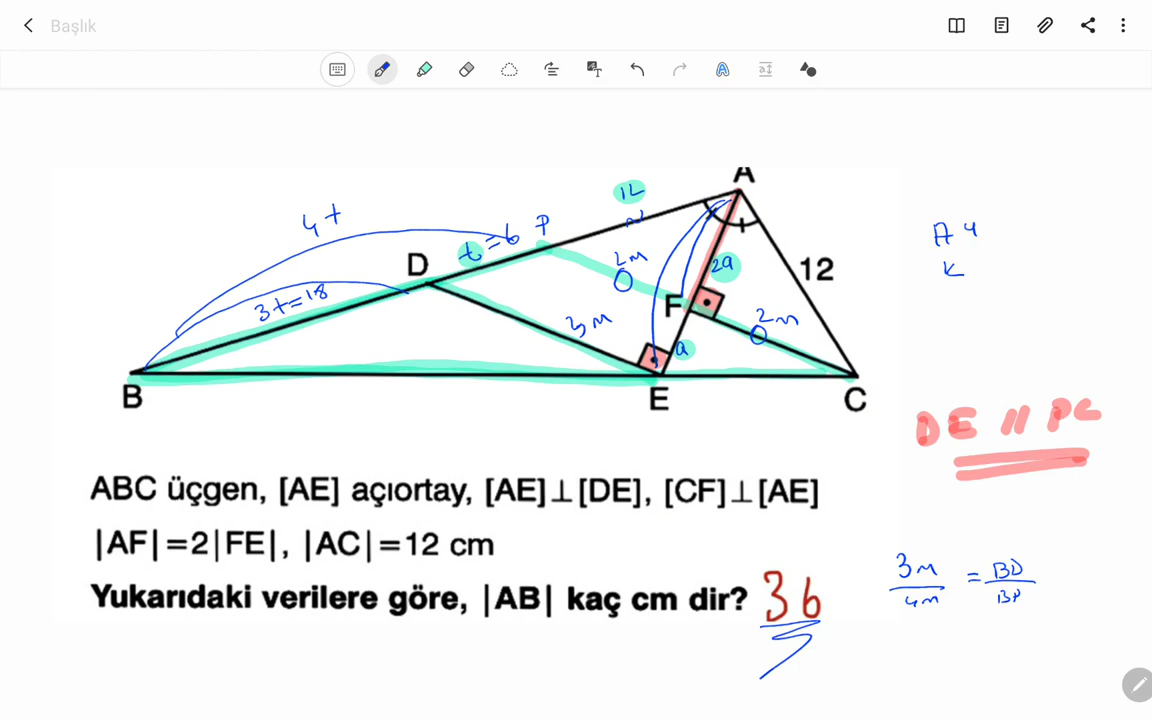 Başlık
A
12
4t
t=6
P
D
2m
2a
12
3t=18
F
2m
3m
a
B
E
C
DE // PC
ABC üçgen, [AE] açıortay, [AE]⊥[DE], [CF]⊥[AE]
|AF|=2|FE|, |AC|=12 cm
Yukarıdaki verilere göre, |AB| kaç cm dir? 36
3m/4m = BD/BP